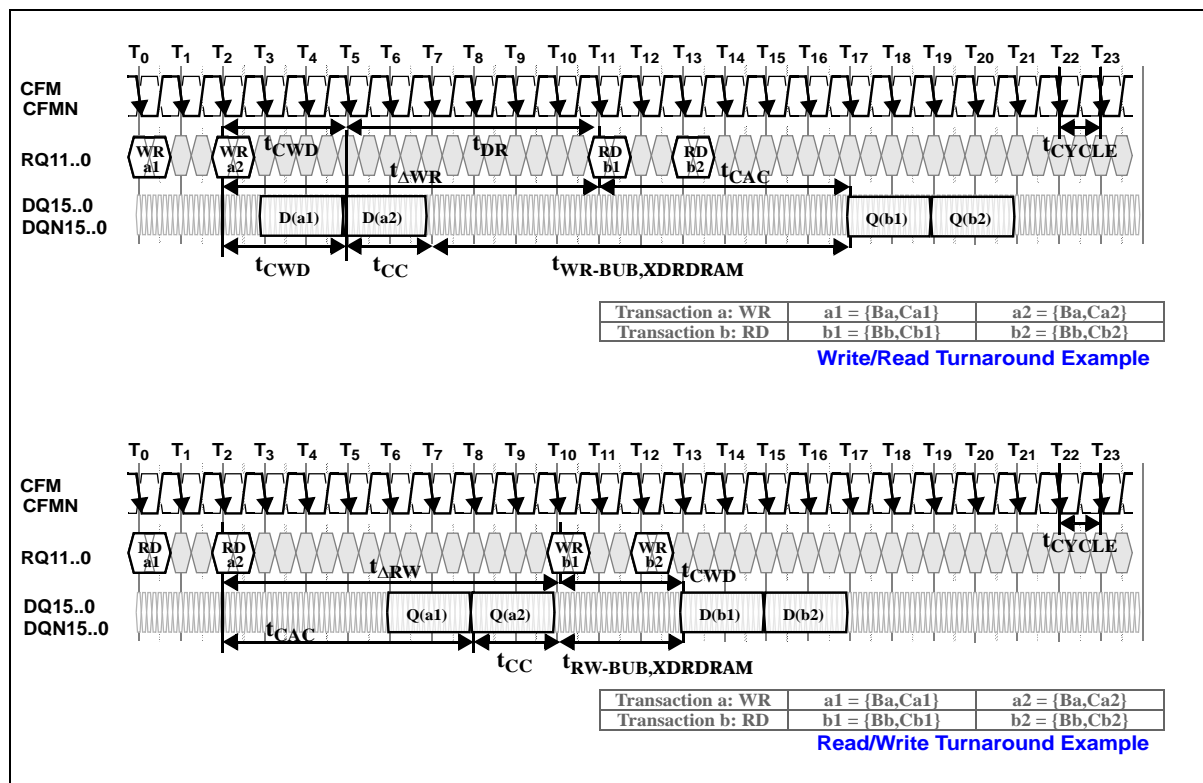 T0 T1 T2 T3 T4 T5 T6 T7 T8 T9 T10 T11 T12 T13 T14 T15 T16 T17 T18 T19 T20 T21 T22 T23
CFM
CFMN
tCWD tDR tCYCLE
RQ11..0 WR a1 WR a2 RD b1 RD b2
tΔWR tCAC
DQ15..0
DQN15..0
D(a1) D(a2) Q(b1) Q(b2)
tCWD tCC tWR-BUB,XDRDRAM
Transaction a: WR a1 = {Ba,Ca1} a2 = {Ba,Ca2}
Transaction b: RD b1 = {Bb,Cb1} b2 = {Bb,Cb2}
Write/Read Turnaround Example
T0 T1 T2 T3 T4 T5 T6 T7 T8 T9 T10 T11 T12 T13 T14 T15 T16 T17 T18 T19 T20 T21 T22 T23
CFM
CFMN
tCYCLE
RQ11..0 RD a1 RD a2 WR b1 WR b2
tΔRW tCWD
DQ15..0
DQN15..0
Q(a1) Q(a2) D(b1) D(b2)
tCAC tCC tRW-BUB,XDRDRAM
Transaction a: WR a1 = {Ba,Ca1} a2 = {Ba,Ca2}
Transaction b: RD b1 = {Bb,Cb1} b2 = {Bb,Cb2}
Read/Write Turnaround Example